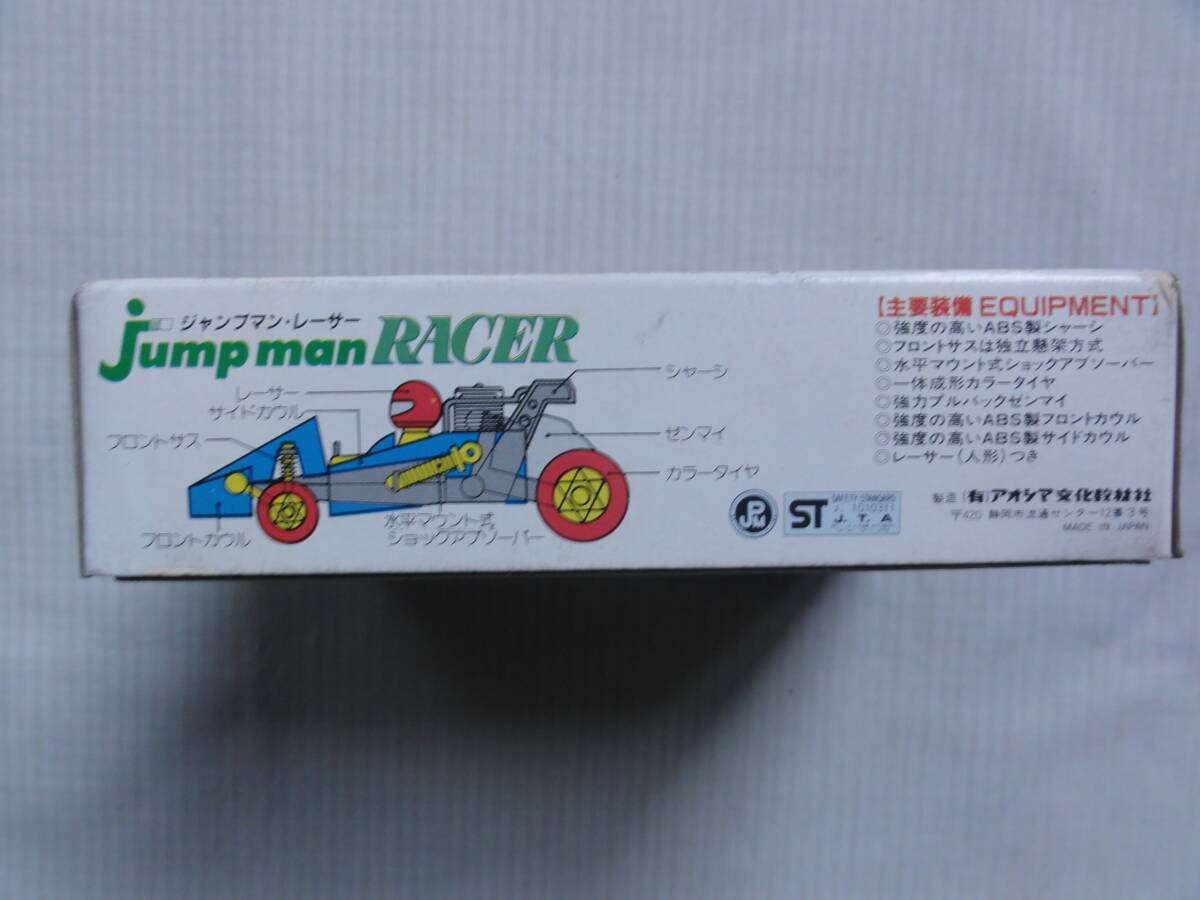 ジャンプマン・レーサー
jump man RACER
レーサー
サイドカウル
フロントサス
フロントカウル
水平マウント式
ショックアブソーバー
シャーシ
ゼンマイ
カラータイヤ
【主要装備 EQUIPMENT】
◎強度の高いABS製シャーシ
◎フロントサスは独立懸架方式
◎水平マウント式ショックアブソーバー
◎一体成形カラータイヤ
◎強力プルバックゼンマイ
◎強度の高いABS製フロントカウル
◎強度の高いABS製サイドカウル
◎レーサー(人形)つき
JPM
ST
SAFETY STANDARD
1010311
J.T.A
製造 (有)アオシマ文化教材社
〒420 静岡市流通センター12番3号
MADE IN JAPAN